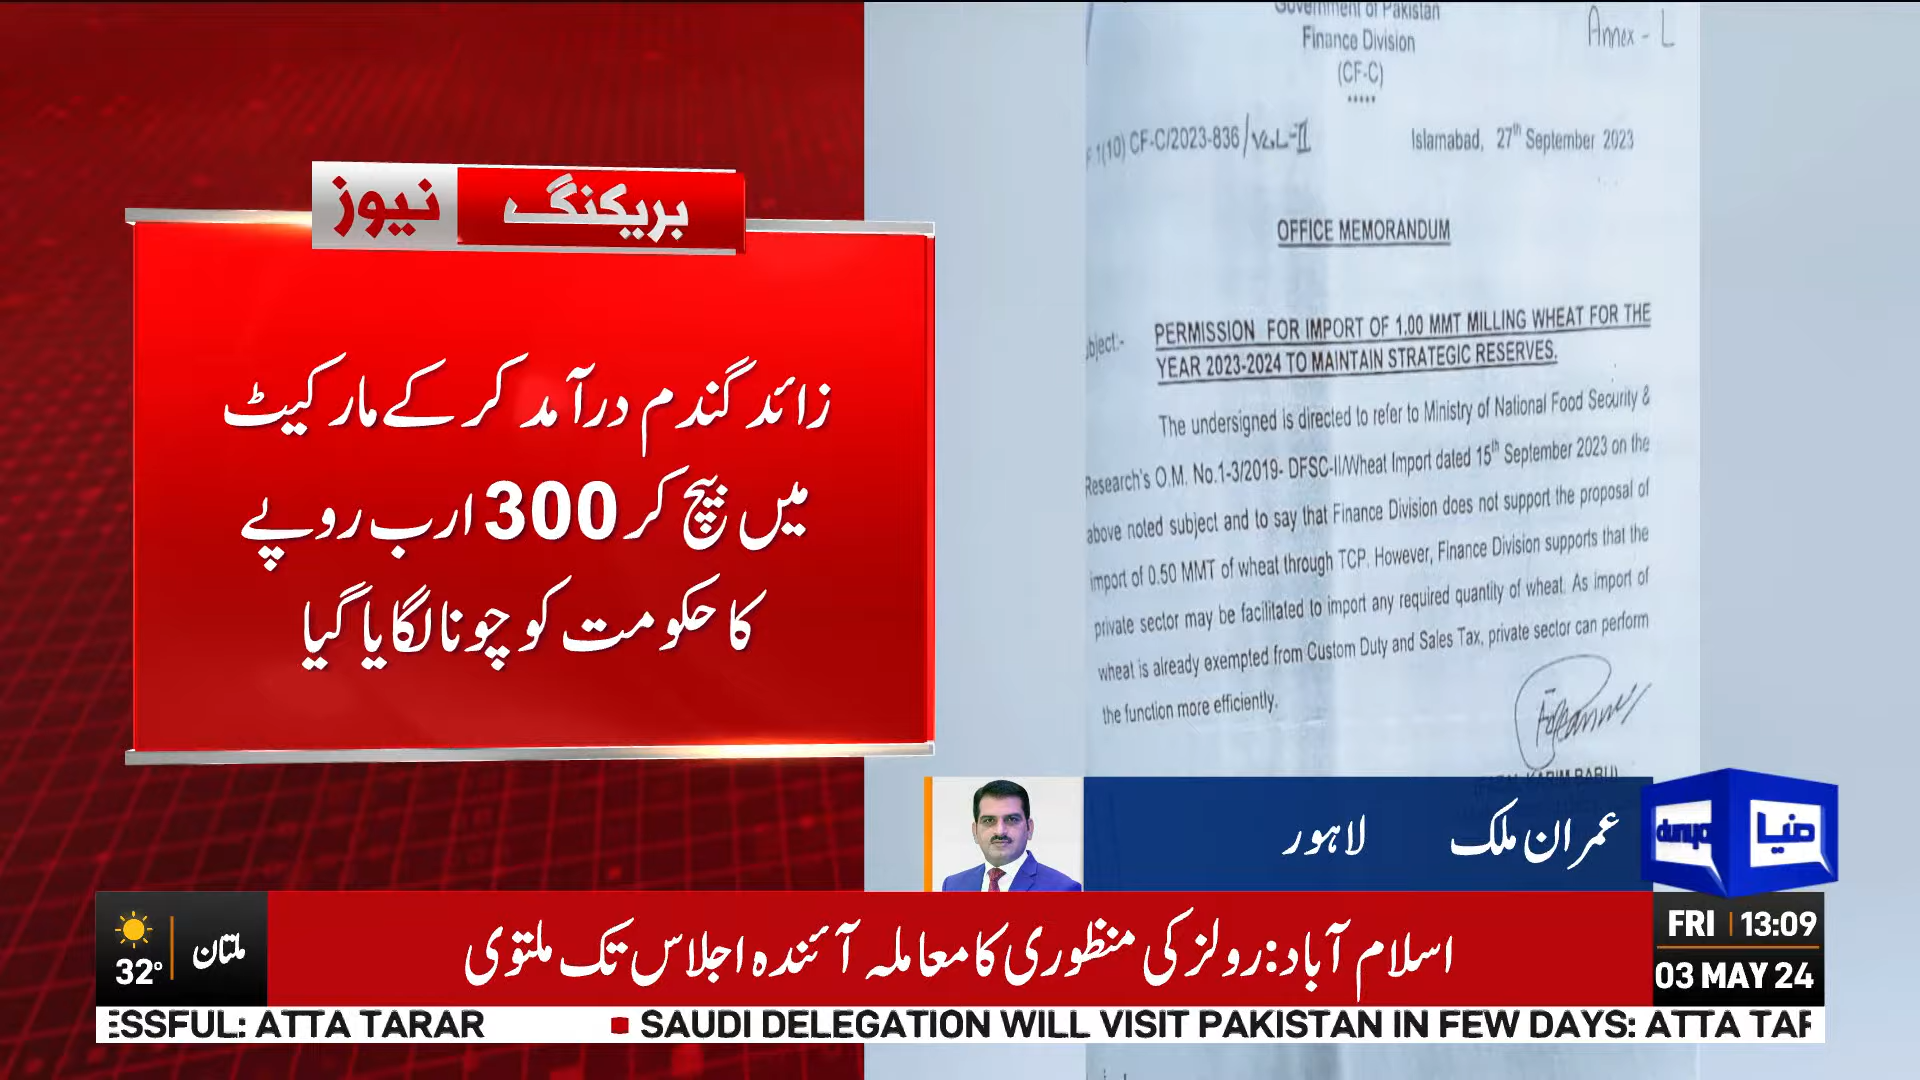 بریکنگ نیوز
زائد گندم درآمد کر کے مارکیٹ
میں بیچ کر 300 ارب روپے
کا حکومت کو چونا لگایا گیا
Government of Pakistan
Finance Division
(CF-C)
*****
Annex - L
1(10) CF-C/2023-836/VOL-II
Islamabad, 27th September 2023
OFFICE MEMORANDUM
bject:- PERMISSION FOR IMPORT OF 1.00 MMT MILLING WHEAT FOR THE
YEAR 2023-2024 TO MAINTAIN STRATEGIC RESERVES.
The undersigned is directed to refer to Ministry of National Food Security &
Research's O.M. No.1-3/2019- DFSC-II/Wheat Import dated 15th September 2023 on the
above noted subject and to say that Finance Division does not support the proposal of
import of 0.50 MMT of wheat through TCP. However, Finance Division supports that the
private sector may be facilitated to import any required quantity of wheat. As import of
wheat is already exempted from Custom Duty and Sales Tax, private sector can perform
the function more efficiently.
عمران ملک لاہور
dunya دنیا
ملتان
32°
اسلام آباد: رولز کی منظوری کا معاملہ آئندہ اجلاس تک ملتوی
FRI 13:09
03 MAY 24
ESSFUL: ATTA TARAR SAUDI DELEGATION WILL VISIT PAKISTAN IN FEW DAYS: ATTA TAR